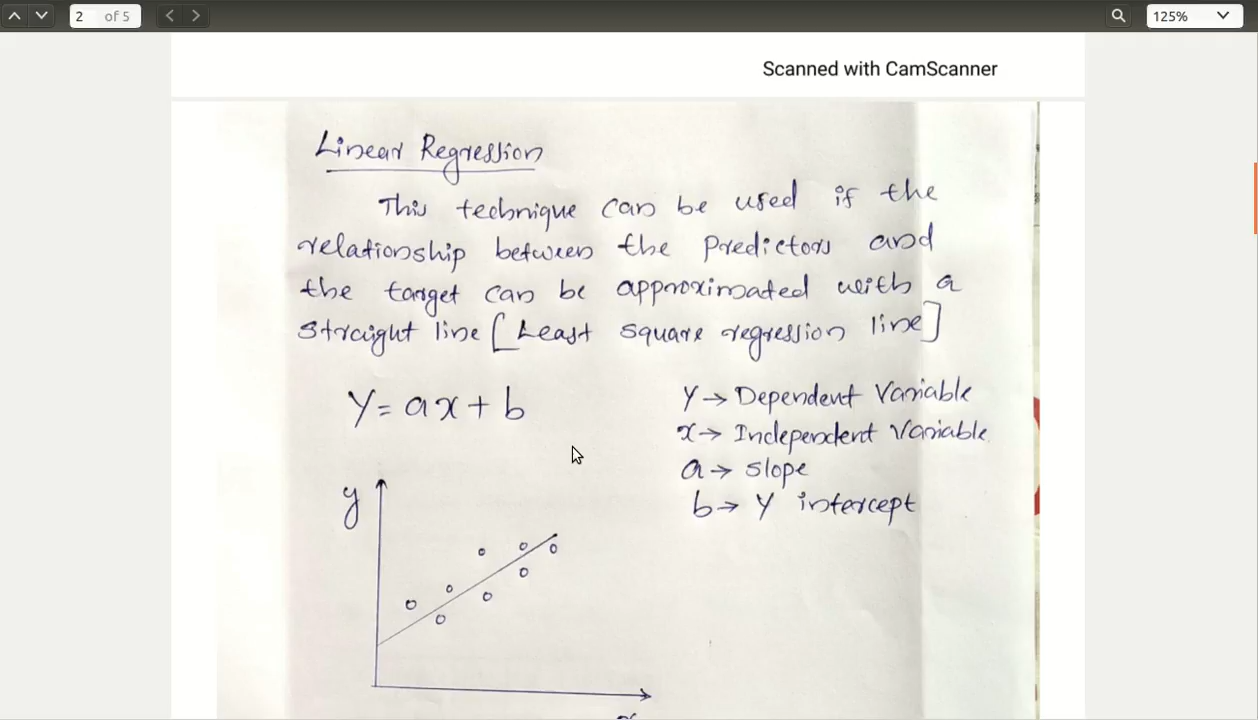 2 of 5
125%
Scanned with CamScanner
Linear Regression
This technique can be used if the
relationship between the predictors and
the target can be approximated with a
straight line [Least square regression line]
Y = ax + b
Y → Dependent Variable
x → Independent Variable
a → slope
b → Y intercept
y